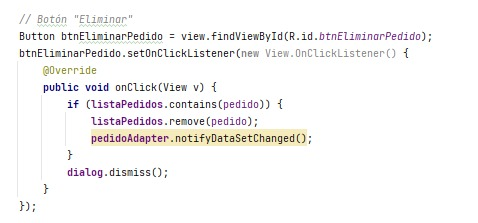 // Botón "Eliminar"
Button btnEliminarPedido = view.findViewById(R.id.btnEliminarPedido);
btnEliminarPedido.setOnClickListener(new View.OnClickListener() {
    @Override
    public void onClick(View v) {
        if (listaPedidos.contains(pedido)) {
            listaPedidos.remove(pedido);
            pedidoAdapter.notifyDataSetChanged();
        }
        dialog.dismiss();
    }
});